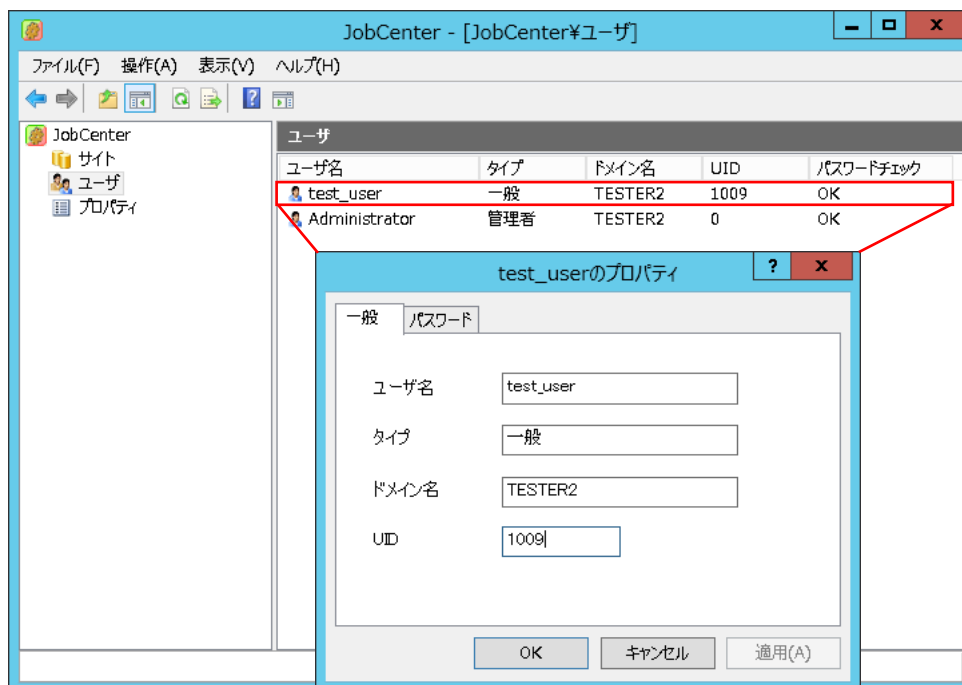 JobCenter - [JobCenter¥ユーザ]
ファイル(F) 操作(A) 表示(V) ヘルプ(H)
JobCenter
サイト
ユーザ
プロパティ
ユーザ
ユーザ名 タイプ ドメイン名 UID パスワードチェック
test_user 一般 TESTER2 1009 OK
Administrator 管理者 TESTER2 0 OK
test_userのプロパティ
一般 パスワード
ユーザ名 test_user
タイプ 一般
ドメイン名 TESTER2
UID 1009
OK キャンセル 適用(A)